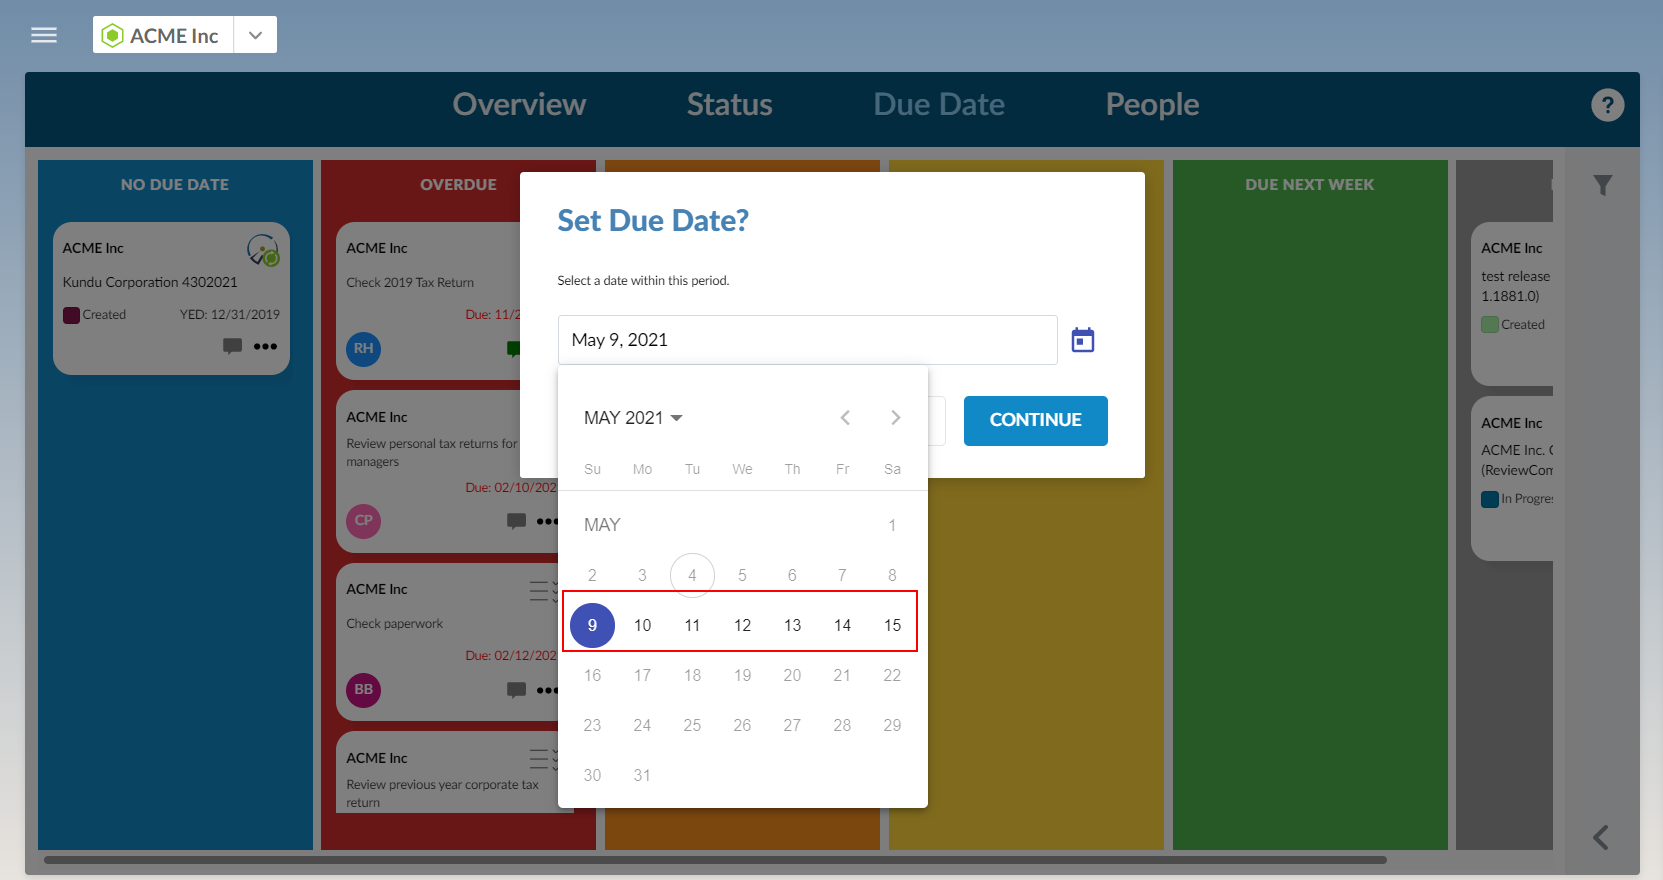 ACME Inc
Overview
Status
Due Date
People
?
NO DUE DATE
ACME Inc
Kundu Corporation 4302021
Created
YED: 12/31/2019
OVERDUE
ACME Inc
Check 2019 Tax Return
Due: 11/2
RH
ACME Inc
Review personal tax returns for
managers
Due: 02/10/202
CP
ACME Inc
Check paperwork
Due: 02/12/202
BB
ACME Inc
Review previous year corporate tax
return
Set Due Date?
Select a date within this period.
May 9, 2021
CONTINUE
MAY 2021
Su Mo Tu We Th Fr Sa
MAY 1
2 3 4 5 6 7 8
9 10 11 12 13 14 15
16 17 18 19 20 21 22
23 24 25 26 27 28 29
30 31
DUE NEXT WEEK
ACME Inc
test release
1.1881.0)
Created
ACME Inc
ACME Inc.
(ReviewCom
In Progres